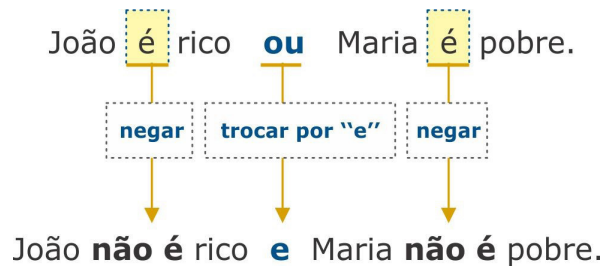 João é rico ou Maria é pobre.
negar trocar por “e” negar
João não é rico e Maria não é pobre.